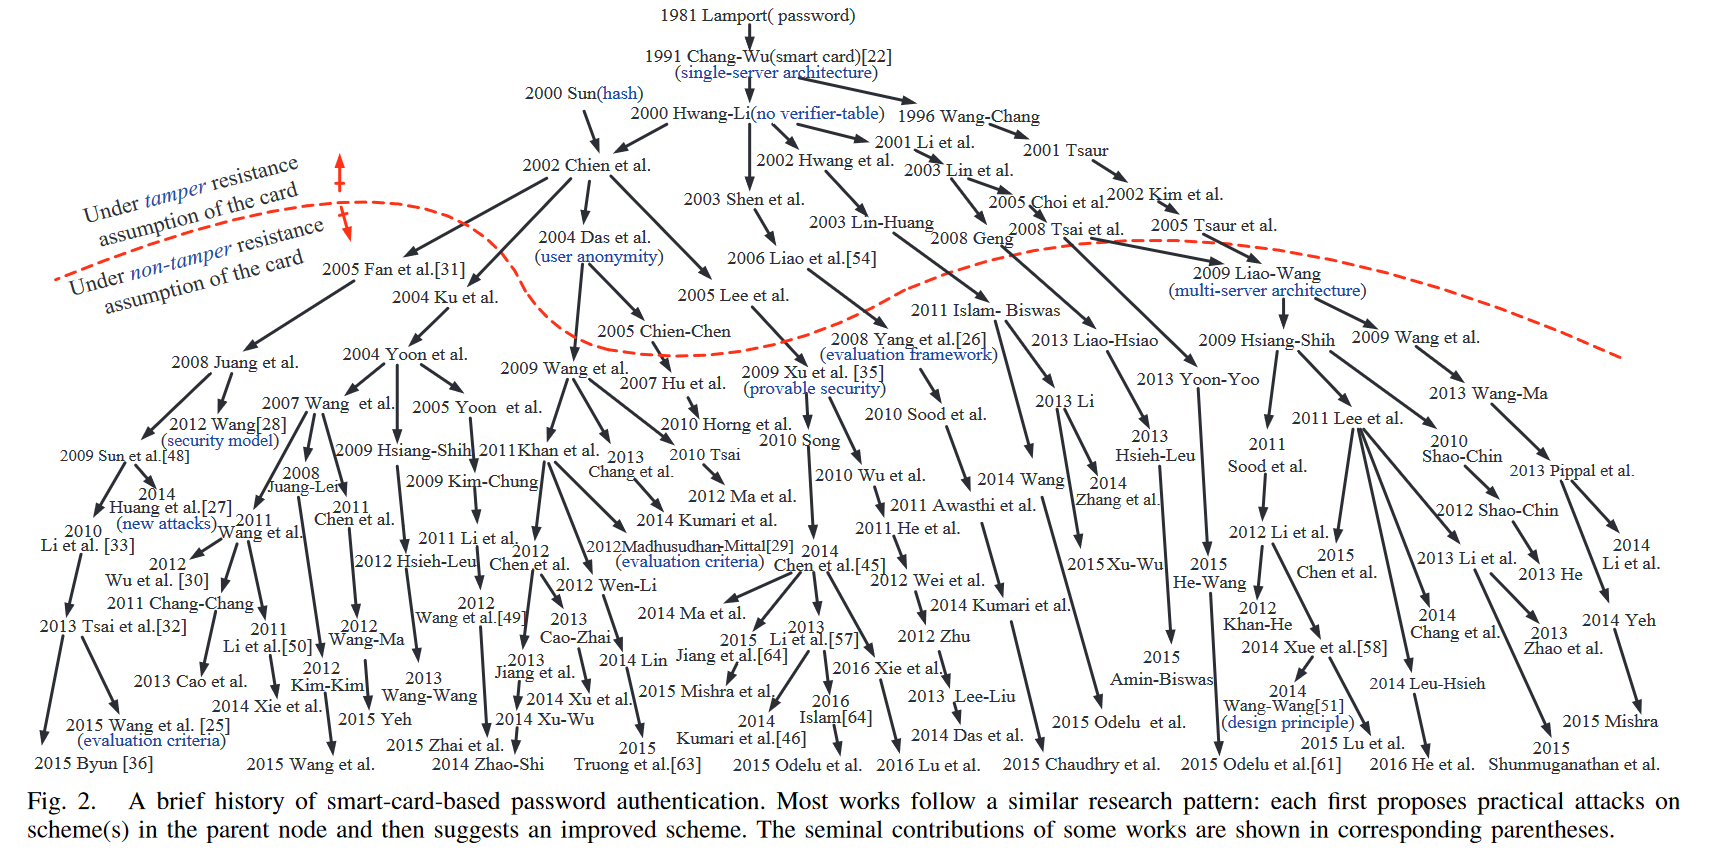 1981 Lamport( password)
1991 Chang-Wu(smart card)[22]
(single-server architecture)
2000 Sun(hash)
2000 Hwang-Li(no verifier-table)
1996 Wang-Chang
2001 Li et al.
2001 Tsaur
2002 Chien et al.
2002 Hwang et al.
2003 Lin et al.
2002 Kim et al.
2003 Shen et al.
2005 Choi et al.
2003 Lin-Huang
2008 Geng
2008 Tsai et al.
2005 Tsaur et al.
Under tamper resistance
assumption of the card
Under non-tamper resistance
assumption of the card
2004 Das et al.
(user anonymity)
2005 Fan et al.[31]
2006 Liao et al.[54]
2009 Liao-Wang
(multi-server architecture)
2004 Ku et al.
2005 Lee et al.
2011 Islam- Biswas
2005 Chien-Chen
2008 Yang et al.[26]
(evaluation framework)
2013 Liao-Hsiao
2009 Hsiang-Shih
2009 Wang et al.
2008 Juang et al.
2004 Yoon et al.
2009 Wang et al.
2007 Hu et al.
2009 Xu et al. [35]
(provable security)
2013 Yoon-Yoo
2013 Wang-Ma
2007 Wang et al.
2005 Yoon et al.
2010 Sood et al.
2013 Li
2011 Lee et al.
2012 Wang[28]
(security model)
2010 Horng et al.
2010 Song
2013
Hsieh-Leu
2011
Sood et al.
2010
Shao-Chin
2009 Sun et al.[48]
2009 Hsiang-Shih
2011Khan et al.
2013
Chang et al.
2010 Tsai
2010 Wu et al.
2014 Wang
2014
Zhang et al.
2013 Pippal et al.
2014
Huang et al.[27]
(new attacks)
2008
Juang-Lei
2009 Kim-Chung
2012 Ma et al.
2011 Awasthi et al.
2012 Shao-Chin
2010
Li et al. [33]
2011
Wang et al.
2011
Chen et al.
2014 Kumari et al.
2011 He et al.
2012 Li et al.
2011 Li et al.
2012
Chen et al.
2012Madhusudhan-Mittal[29]
(evaluation criteria)
2014
Chen et al.[45]
2015 Xu-Wu
2015
He-Wang
2015
Chen et al.
2013 Li et al.
2013 He
2014
Li et al.
2012
Wu et al. [30]
2012 Hsieh-Leu
2012 Wen-Li
2012 Wei et al.
2011 Chang-Chang
2012
Wang et al.[49]
2014 Ma et al.
2014 Kumari et al.
2012
Khan-He
2014
Chang et al.
2014 Yeh
2013 Tsai et al.[32]
2011
Li et al.[50]
2012
Wang-Ma
2013
Cao-Zhai
2015
Jiang et al.[64]
2013
Li et al.[57]
2012 Zhu
2014 Xue et al.[58]
2013
Zhao et al.
2013 Cao et al.
2012
Kim-Kim
2013
Wang-Wang
2013
Jiang et al.
2014 Lin
2016 Xie et al.
2015
Amin-Biswas
2014 Leu-Hsieh
2014 Xie et al.
2015 Yeh
2014 Xu et al.
2015 Mishra et al.
2016
Islam[64]
2013 Lee-Liu
2014
Wang-Wang[51]
(design principle)
2015 Wang et al. [25]
(evaluation criteria)
2014 Xu-Wu
2014
Kumari et al.[46]
2014 Das et al.
2015 Odelu et al.
2015 Mishra
2015 Zhai et al.
2015 Lu et al.
2015 Byun [36]
2015 Wang et al.
2014 Zhao-Shi
2015
Truong et al.[63]
2015 Odelu et al.
2016 Lu et al.
2015 Chaudhry et al.
2015 Odelu et al.[61]
2016 He et al.
2015
Shunmuganathan et al.
Fig. 2. A brief history of smart-card-based password authentication. Most works follow a similar research pattern: each first proposes practical attacks on
scheme(s) in the parent node and then suggests an improved scheme. The seminal contributions of some works are shown in corresponding parentheses.